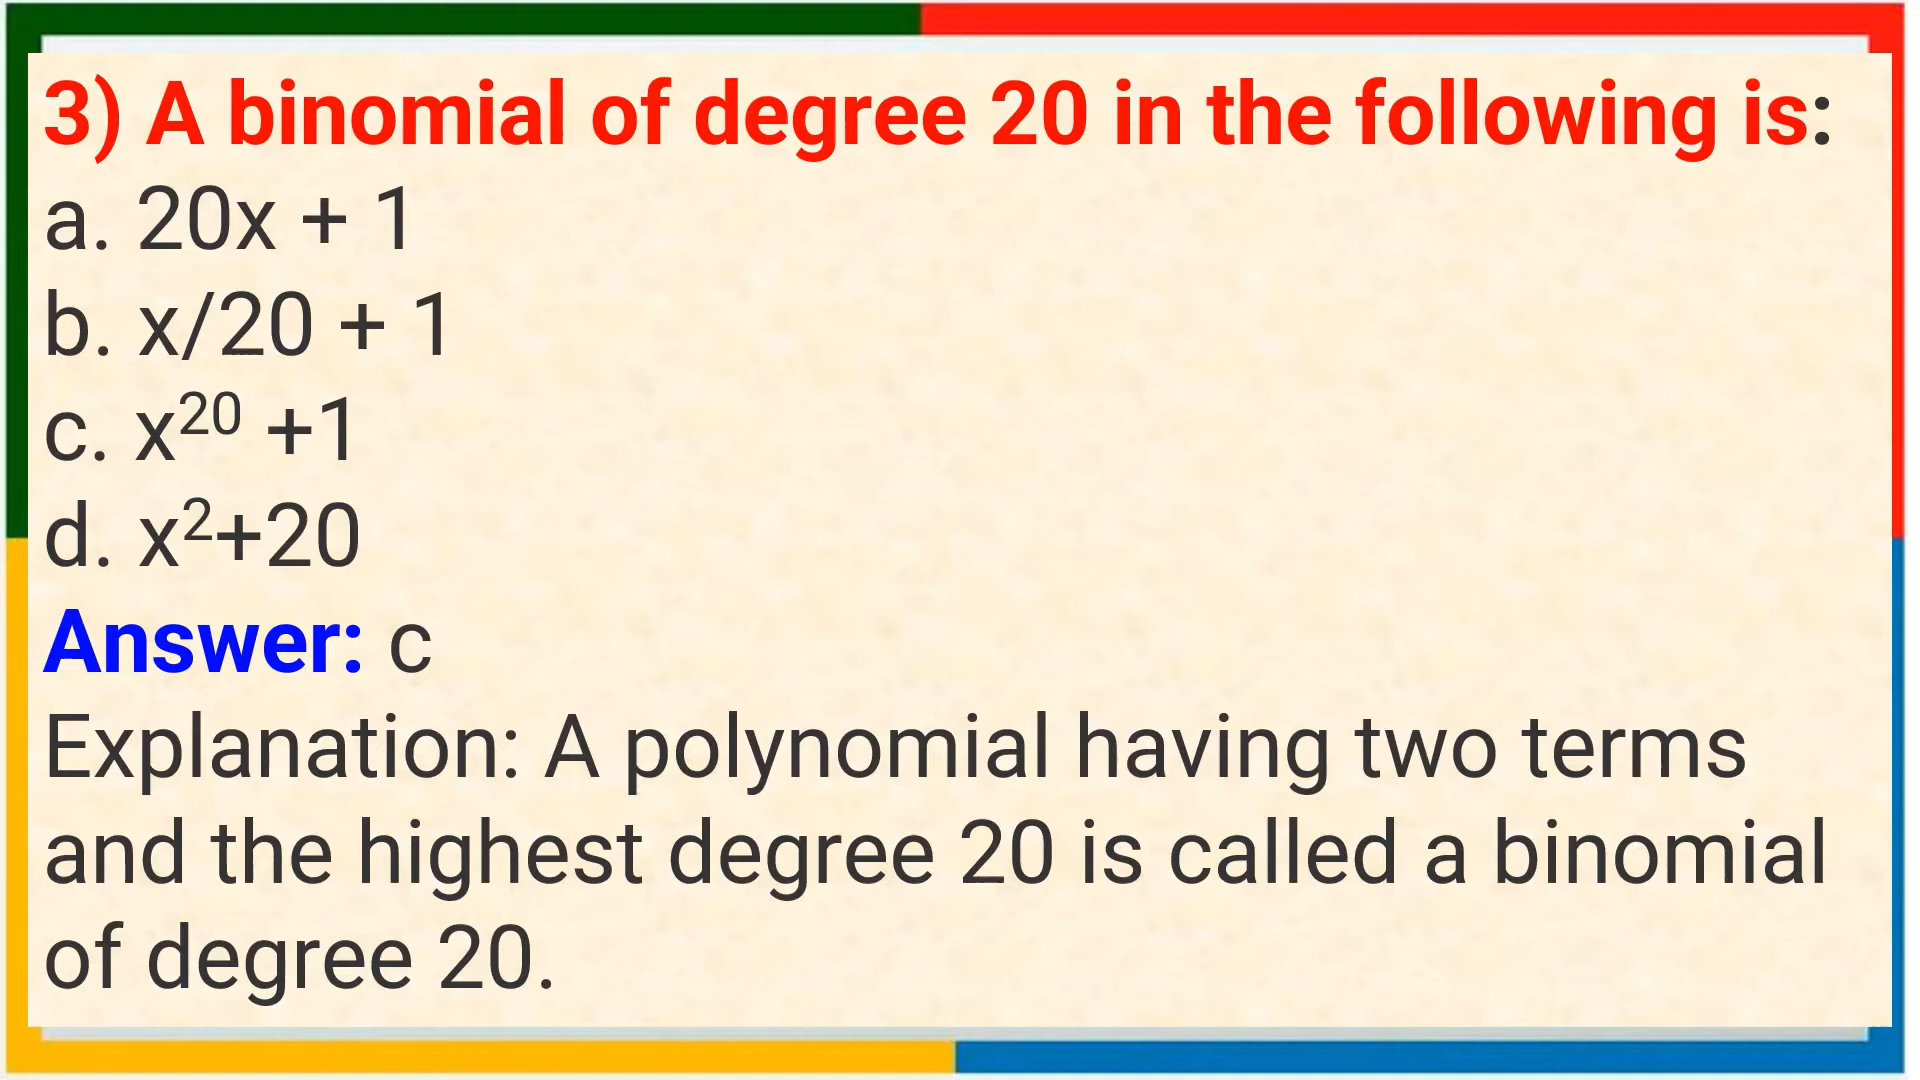 3) A binomial of degree 20 in the following is:
a. 20x + 1
b. x/20 + 1
c. x²⁰ +1
d. x²+20
Answer: c
Explanation: A polynomial having two terms
and the highest degree 20 is called a binomial
of degree 20.